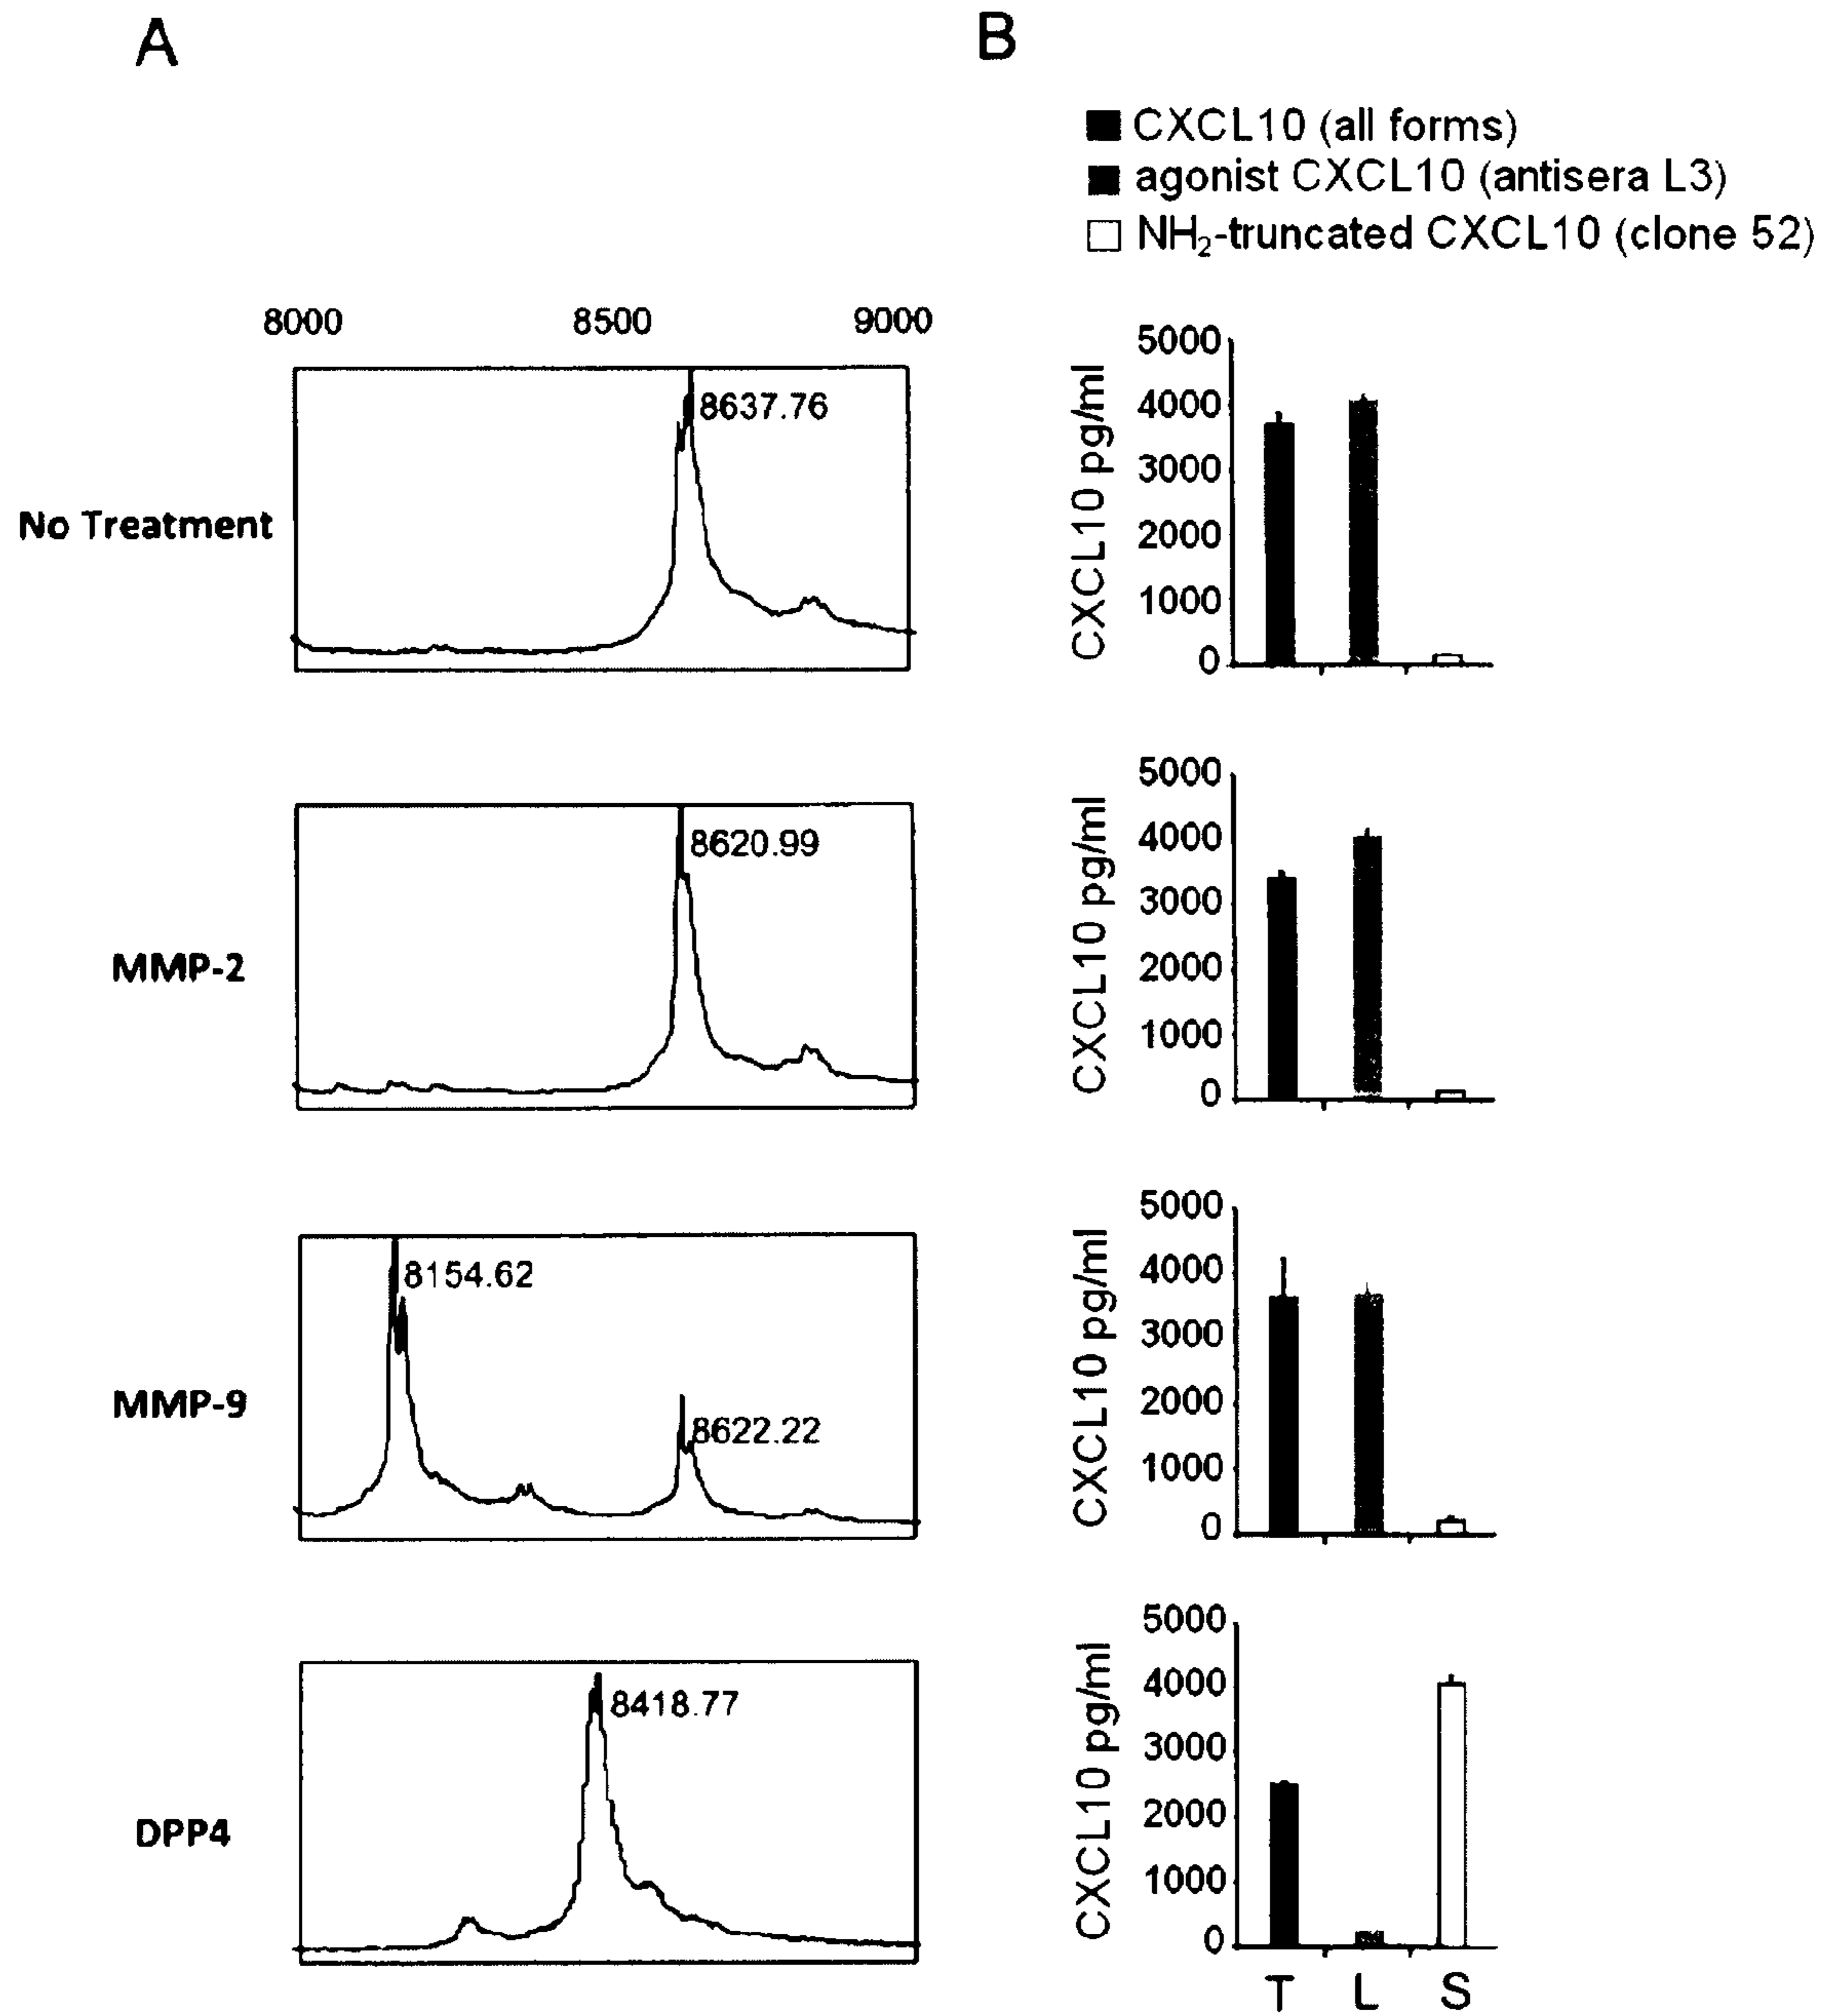 A
B
CXCL10 (all forms)
agonist CXCL10 (antisera L3)
NH₂-truncated CXCL10 (clone 52)
8000 8500 9000
No Treatment
8637.76
CXCL10 pg/ml
5000
4000
3000
2000
1000
0
MMP-2
8620.99
CXCL10 pg/ml
5000
4000
3000
2000
1000
0
MMP-9
8154.62
8622.22
CXCL10 pg/ml
5000
4000
3000
2000
1000
0
DPP4
8418.77
CXCL10 pg/ml
5000
4000
3000
2000
1000
0
T L S